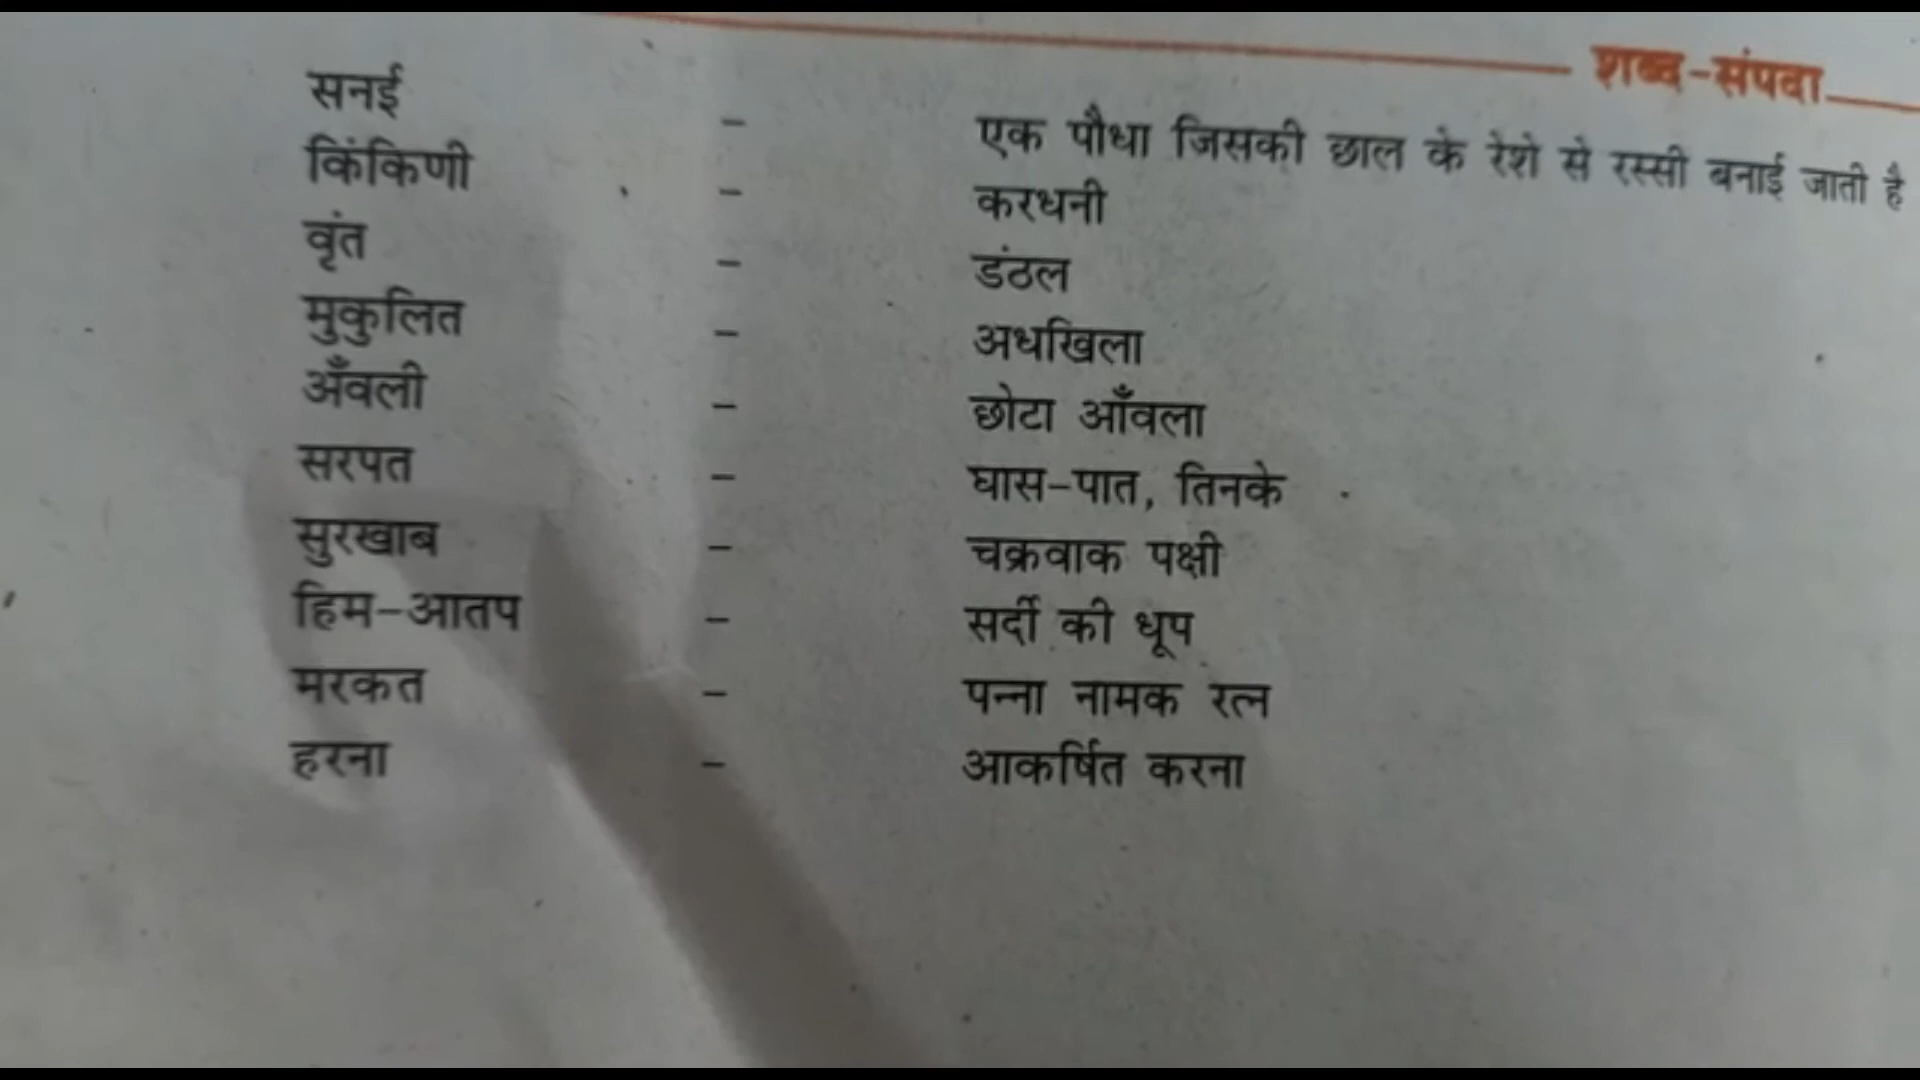 शब्द-संपदा
सनई - एक पौधा जिसकी छाल के रेशे से रस्सी बनाई जाती है
किंकिणी - करधनी
वृंत - डंठल
मुकुलित - अधखिला
अँवली - छोटा आँवला
सरपत - घास-पात, तिनके
सुरखाब - चक्रवाक पक्षी
हिम-आतप - सर्दी की धूप
मरकत - पन्ना नामक रत्न
हरना - आकर्षित करना